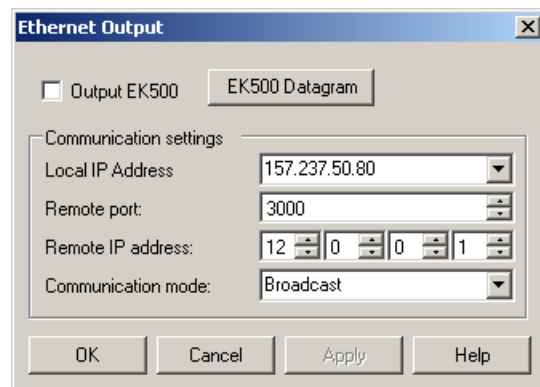 Ethernet Output
Output EK500 EK500 Datagram
Communication settings
Local IP Address 157.237.50.80
Remote port: 3000
Remote IP address: 12 0 0 1
Communication mode: Broadcast
OK Cancel Apply Help